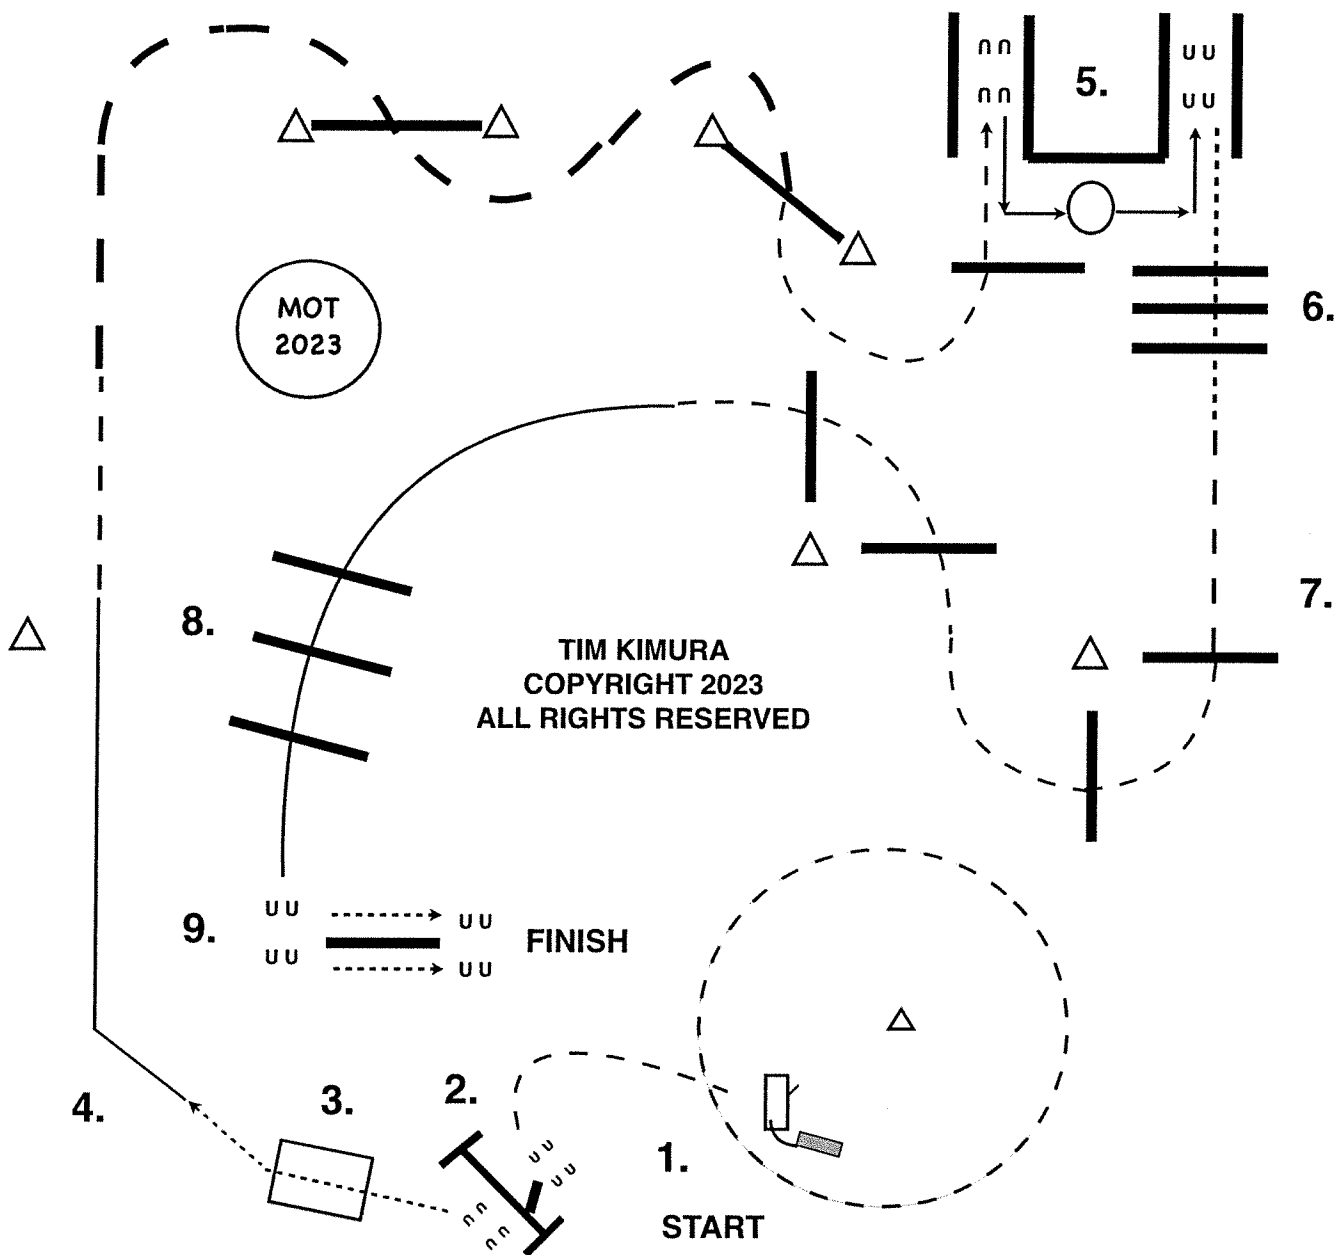 5.
MOT
2023
6.
7.
8.
TIM KIMURA
COPYRIGHT 2023
ALL RIGHTS RESERVED
9.
FINISH
2.
3.
4.
1.
START